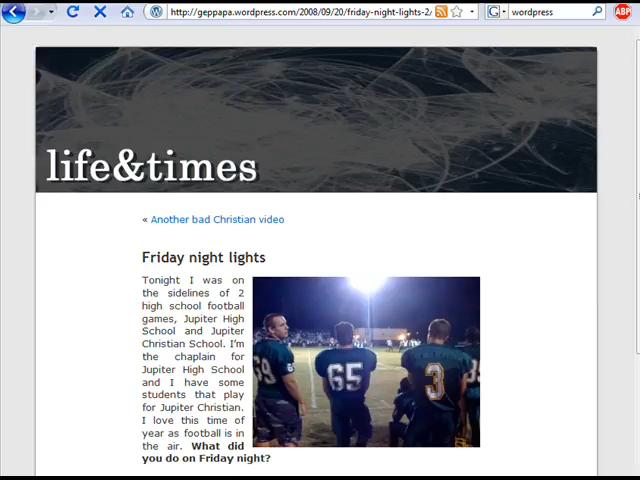 http://geppapa.wordpress.com/2008/09/20/friday-night-lights-2/
wordpress
ABP
life&times
« Another bad Christian video
Friday night lights
Tonight I was on
the sidelines of 2
high school football
games, Jupiter High
School and Jupiter
Christian School. I'm
the chaplain for
Jupiter High School
and I have some
students that play
for Jupiter Christian.
I love this time of
year as football is in
the air. What did
you do on Friday night?
65
3